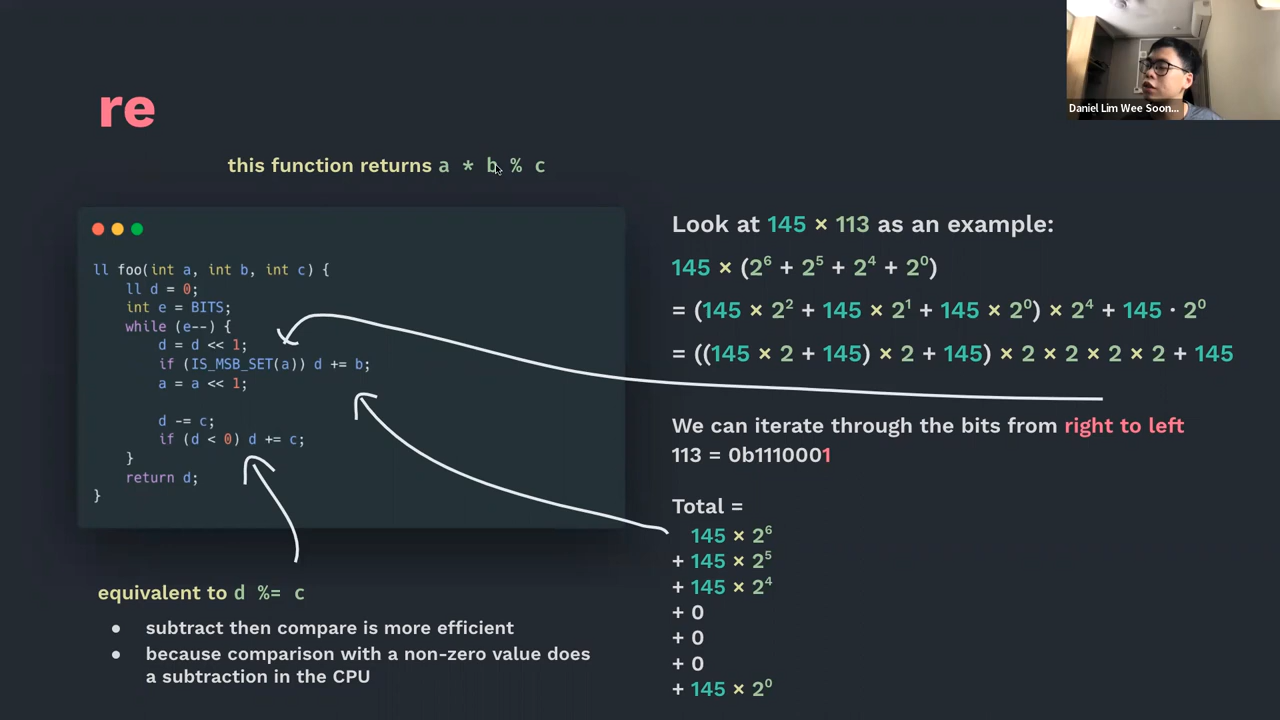 re
this function returns a * b % c
ll foo(int a, int b, int c) {
ll d = 0;
int e = BITS;
while (e--) {
d = d << 1;
if (IS_MSB_SET(a)) d += b;
a = a << 1;
d -= c;
if (d < 0) d += c;
}
return d;
}
equivalent to d %= c
● subtract then compare is more efficient
● because comparison with a non-zero value does
a subtraction in the CPU
Look at 145 × 113 as an example:
145 × (2⁶ + 2⁵ + 2⁴ + 2⁰)
= (145 × 2² + 145 × 2¹ + 145 × 2⁰) × 2⁴ + 145 · 2⁰
= ((145 × 2 + 145) × 2 + 145) × 2 × 2 × 2 × 2 + 145
We can iterate through the bits from right to left
113 = 0b1110001
Total =
145 × 2⁶
+ 145 × 2⁵
+ 145 × 2⁴
+ 0
+ 0
+ 0
+ 145 × 2⁰
Daniel Lim Wee Soon...